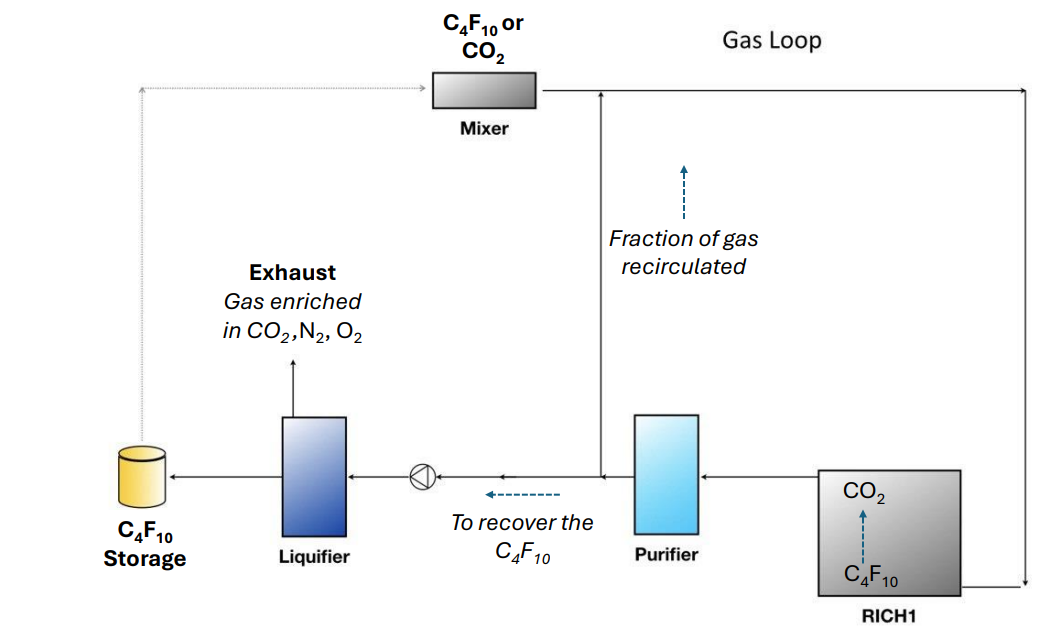 C₄F₁₀ or
CO₂
Gas Loop
Mixer
Fraction of gas
recirculated
Exhaust
Gas enriched
in CO₂,N₂, O₂
C₄F₁₀
Storage
Liquifier
To recover the
C₄F₁₀
Purifier
CO₂
C₄F₁₀
RICH1